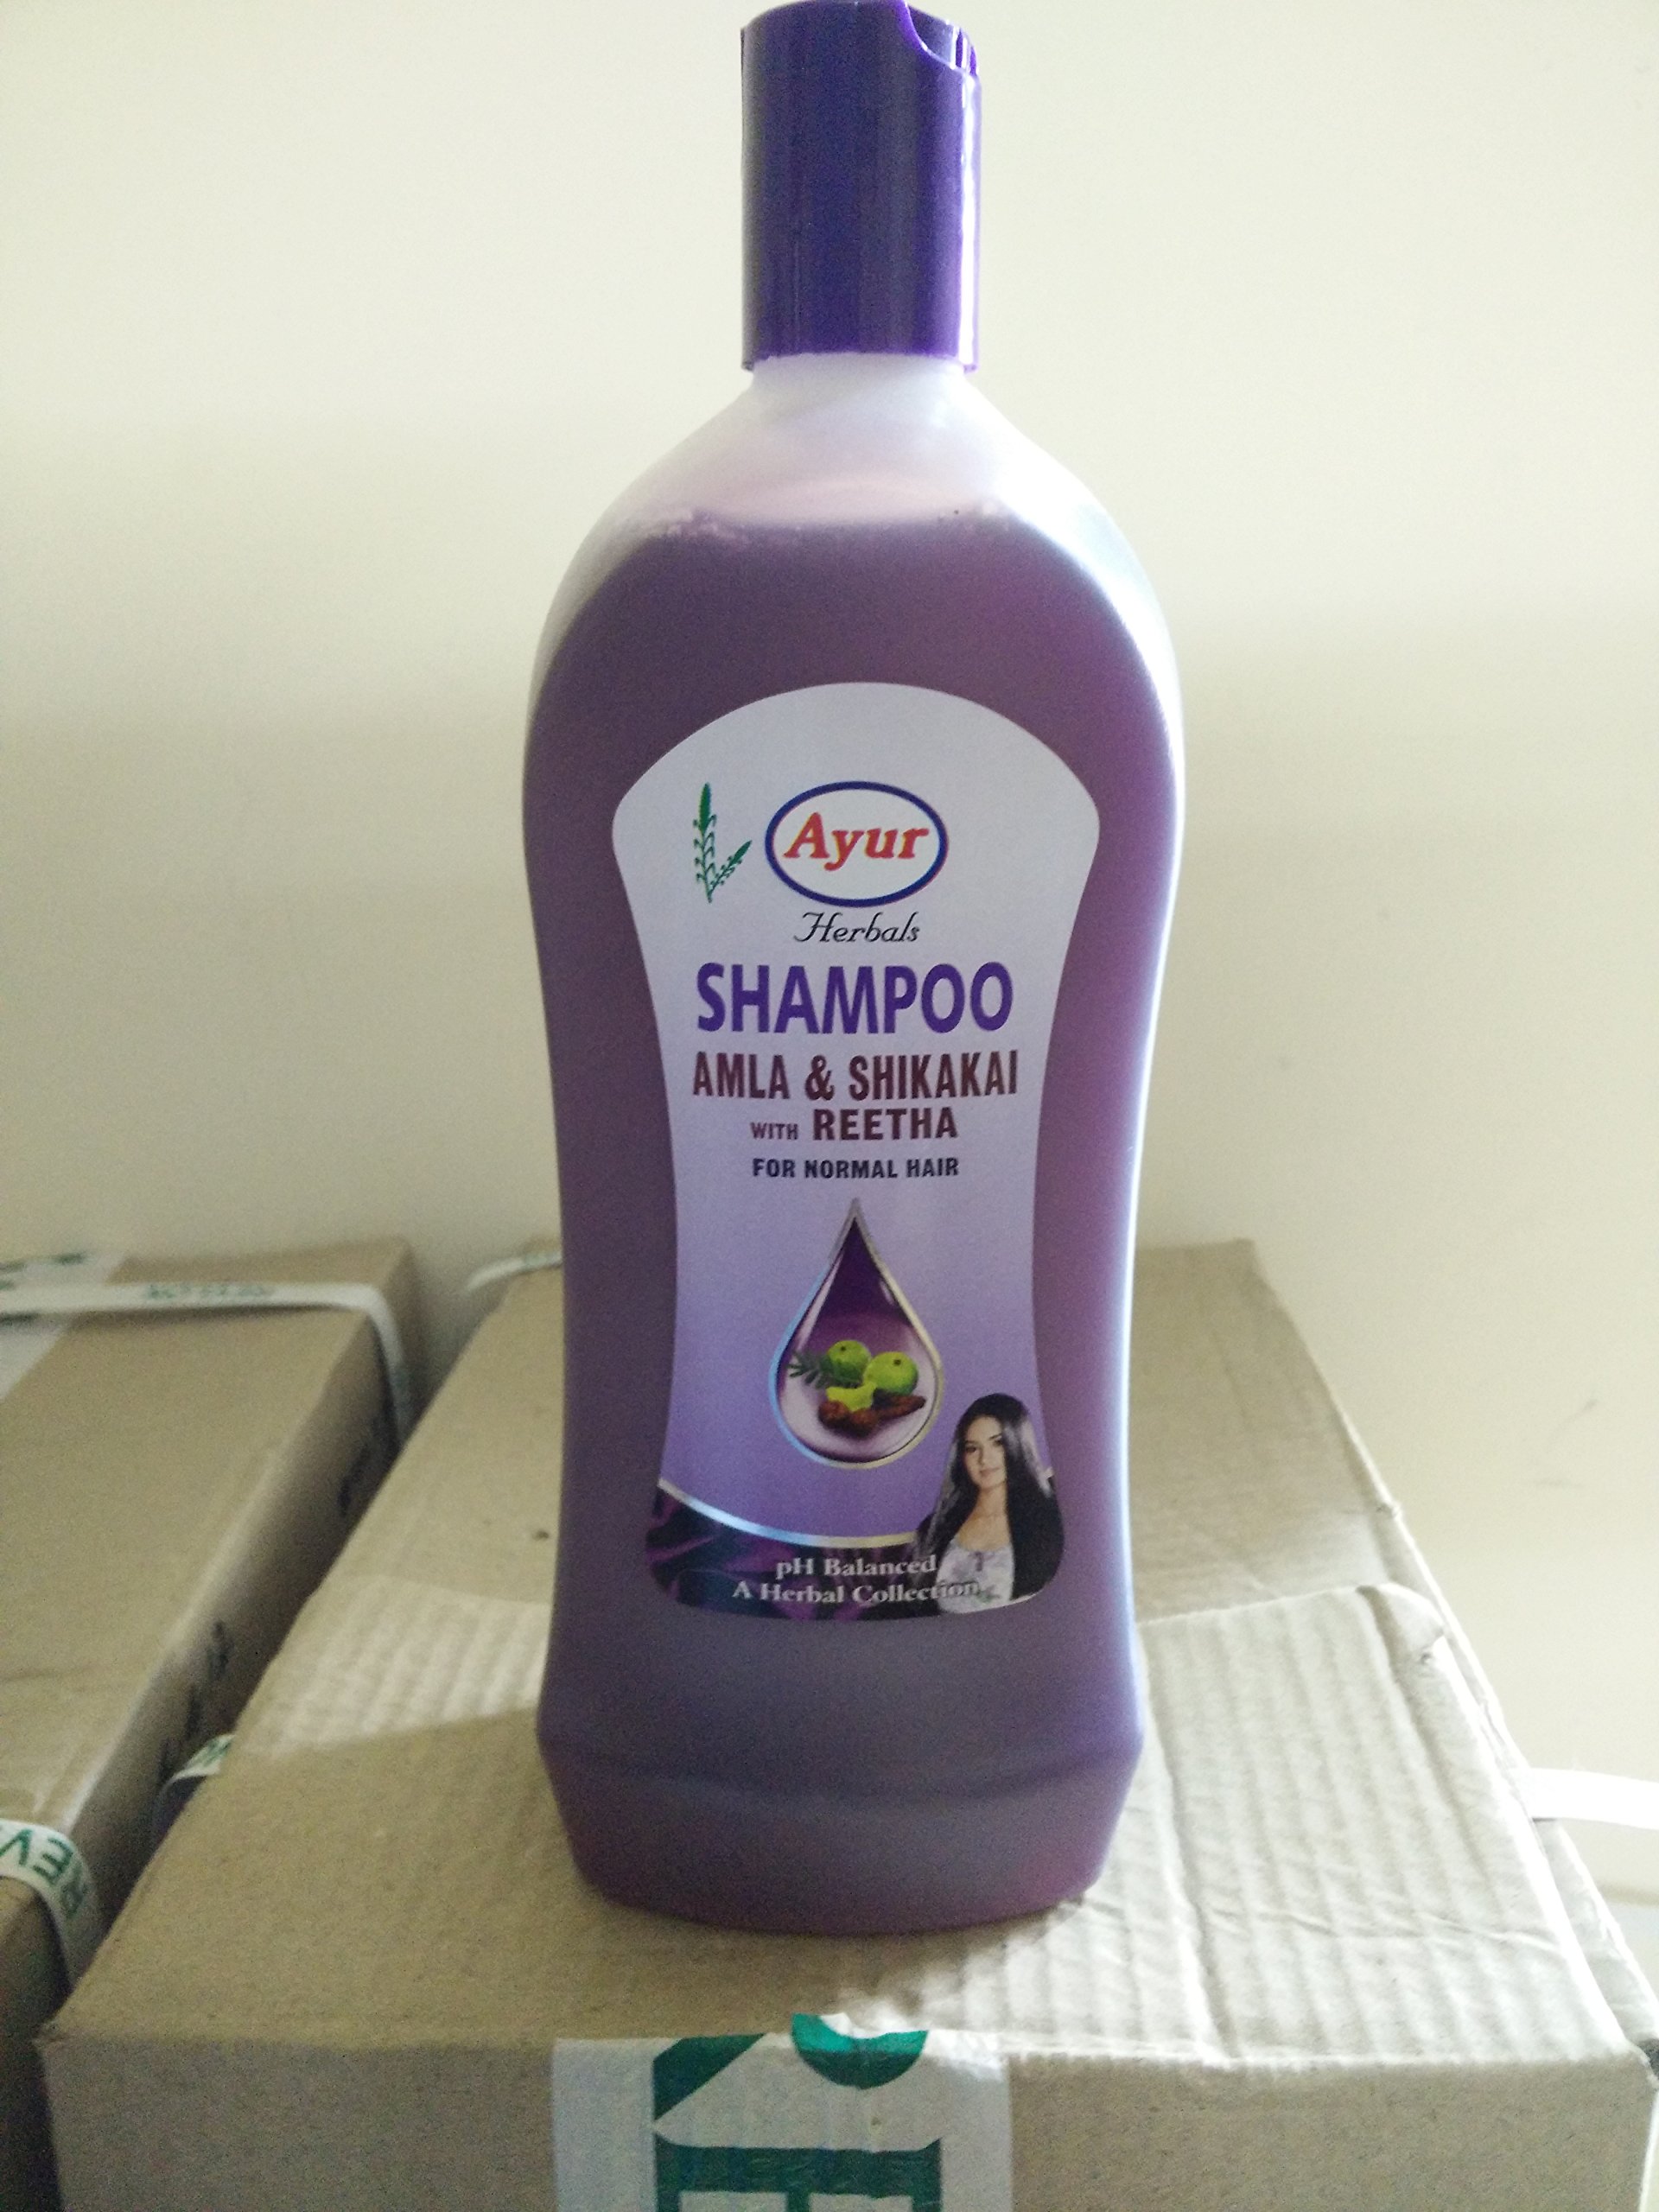 Ayur
Herbals
SHAMPOO
AMLA & SHIKAKAI
WITH REETHA
FOR NORMAL HAIR
pH Balanced
A Herbal Collection